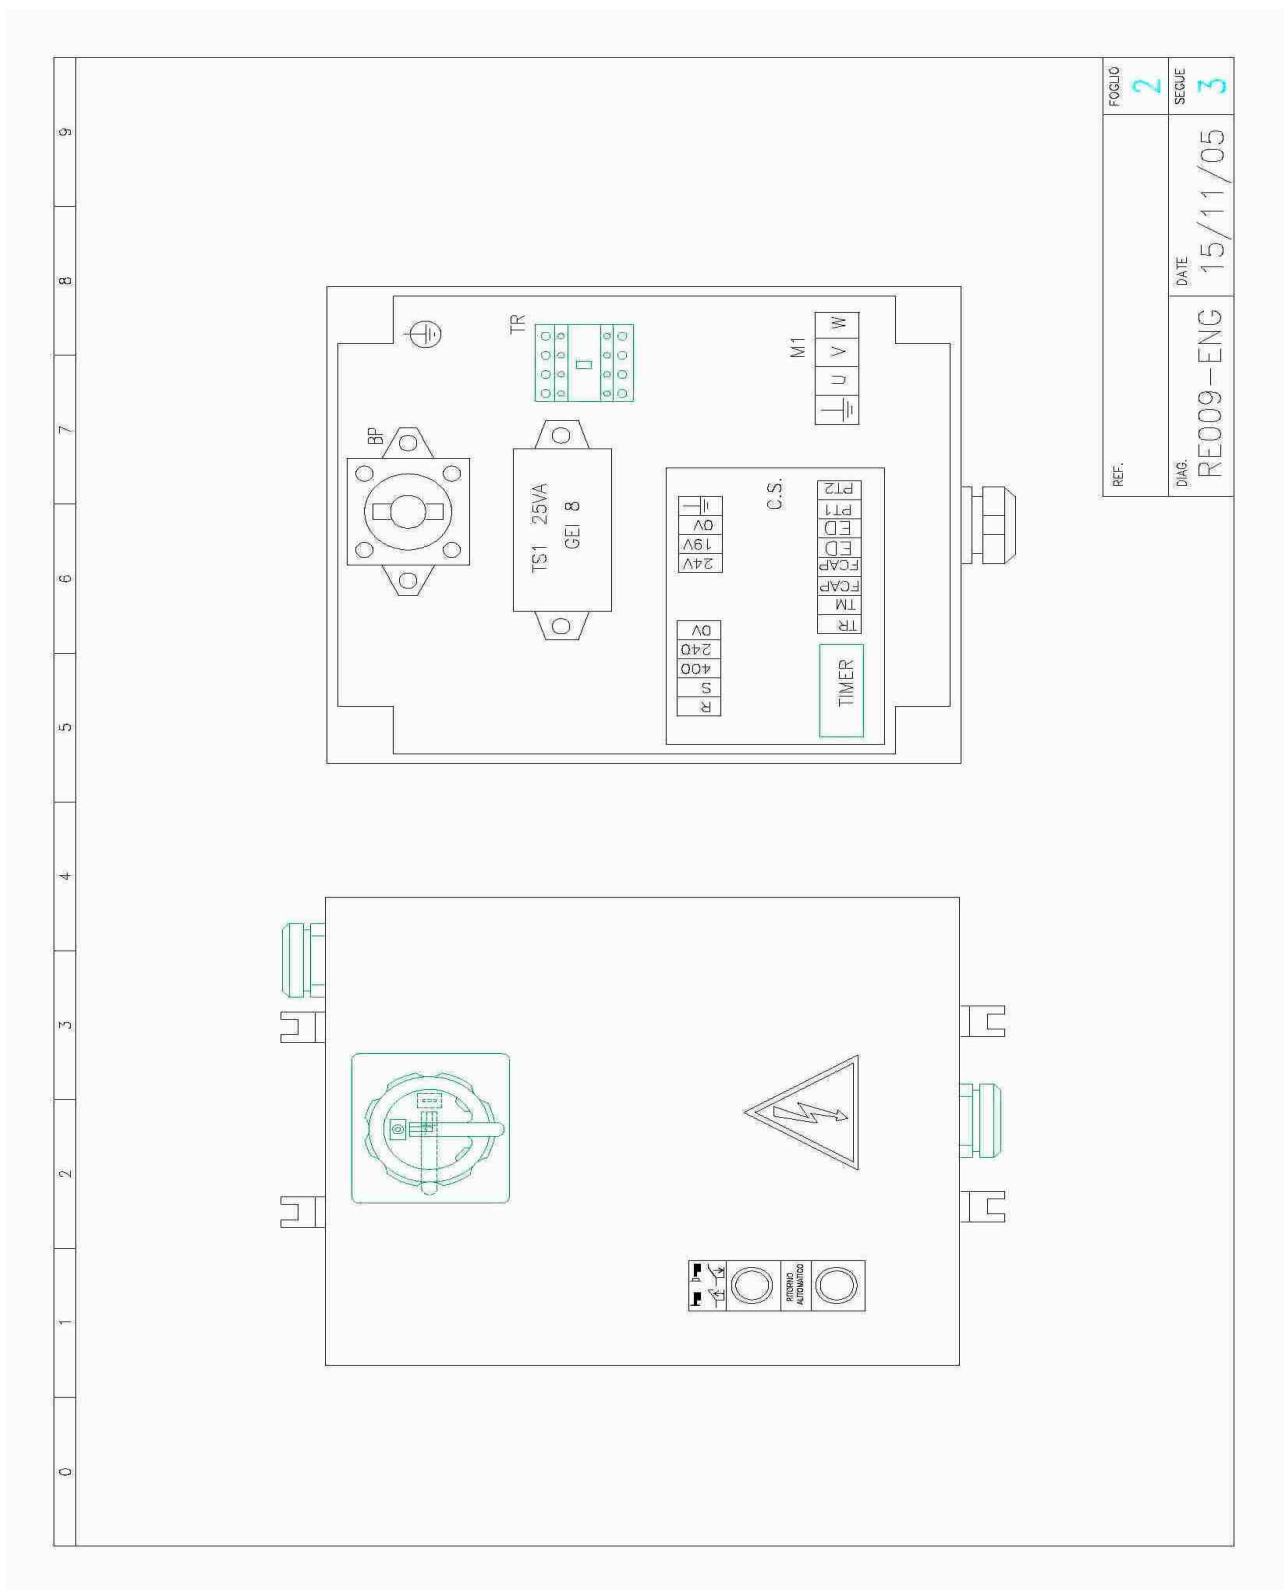 0 1 2 3 4 5 6 7 8 9
RITORNO
AUTOMATICO
BP
TS1 25VA
GEI 8
TR
R S 400 240 0V
24V 19V 0V
C.S.
TIMER
TR TM FCAP FCAP ED ED PT1 PT2
M1
U V W
REF.
FOGLIO
2
DIAG.
RE009-ENG
DATE
15/11/05
SEGUE
3